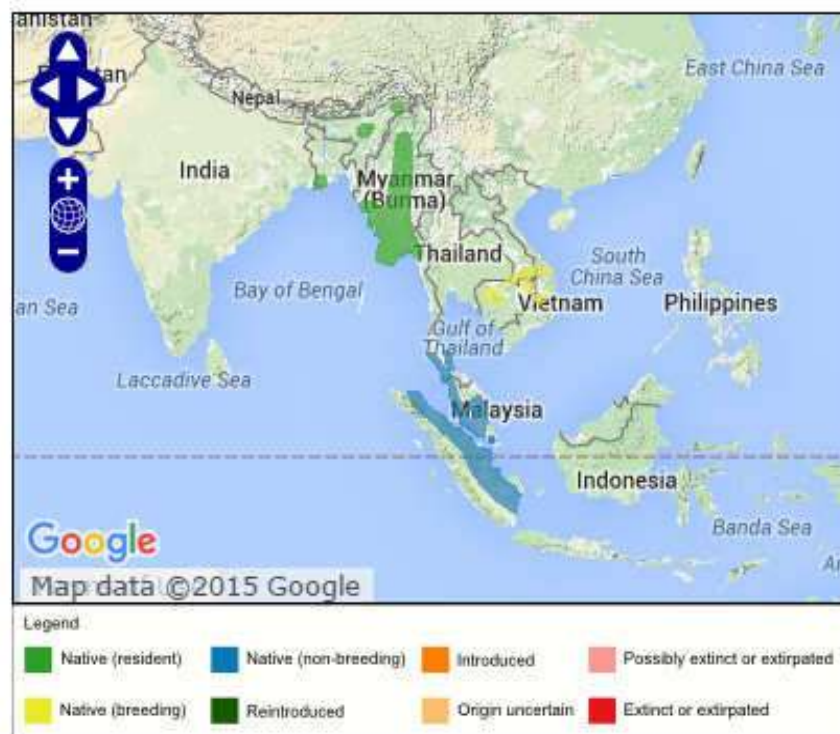 anistan
East China Sea
Nepal
India
Myanmar
(Burma)
Thailand
South
China Sea
Bay of Bengal
Vietnam
Philippines
an Sea
Gulf of
Thailand
Laccadive Sea
Malaysia
Indonesia
Banda Sea
Google
Map data ©2015 Google
Legend
Native (resident) Native (non-breeding) Introduced Possibly extinct or extirpated
Native (breeding) Reintroduced Origin uncertain Extinct or extirpated